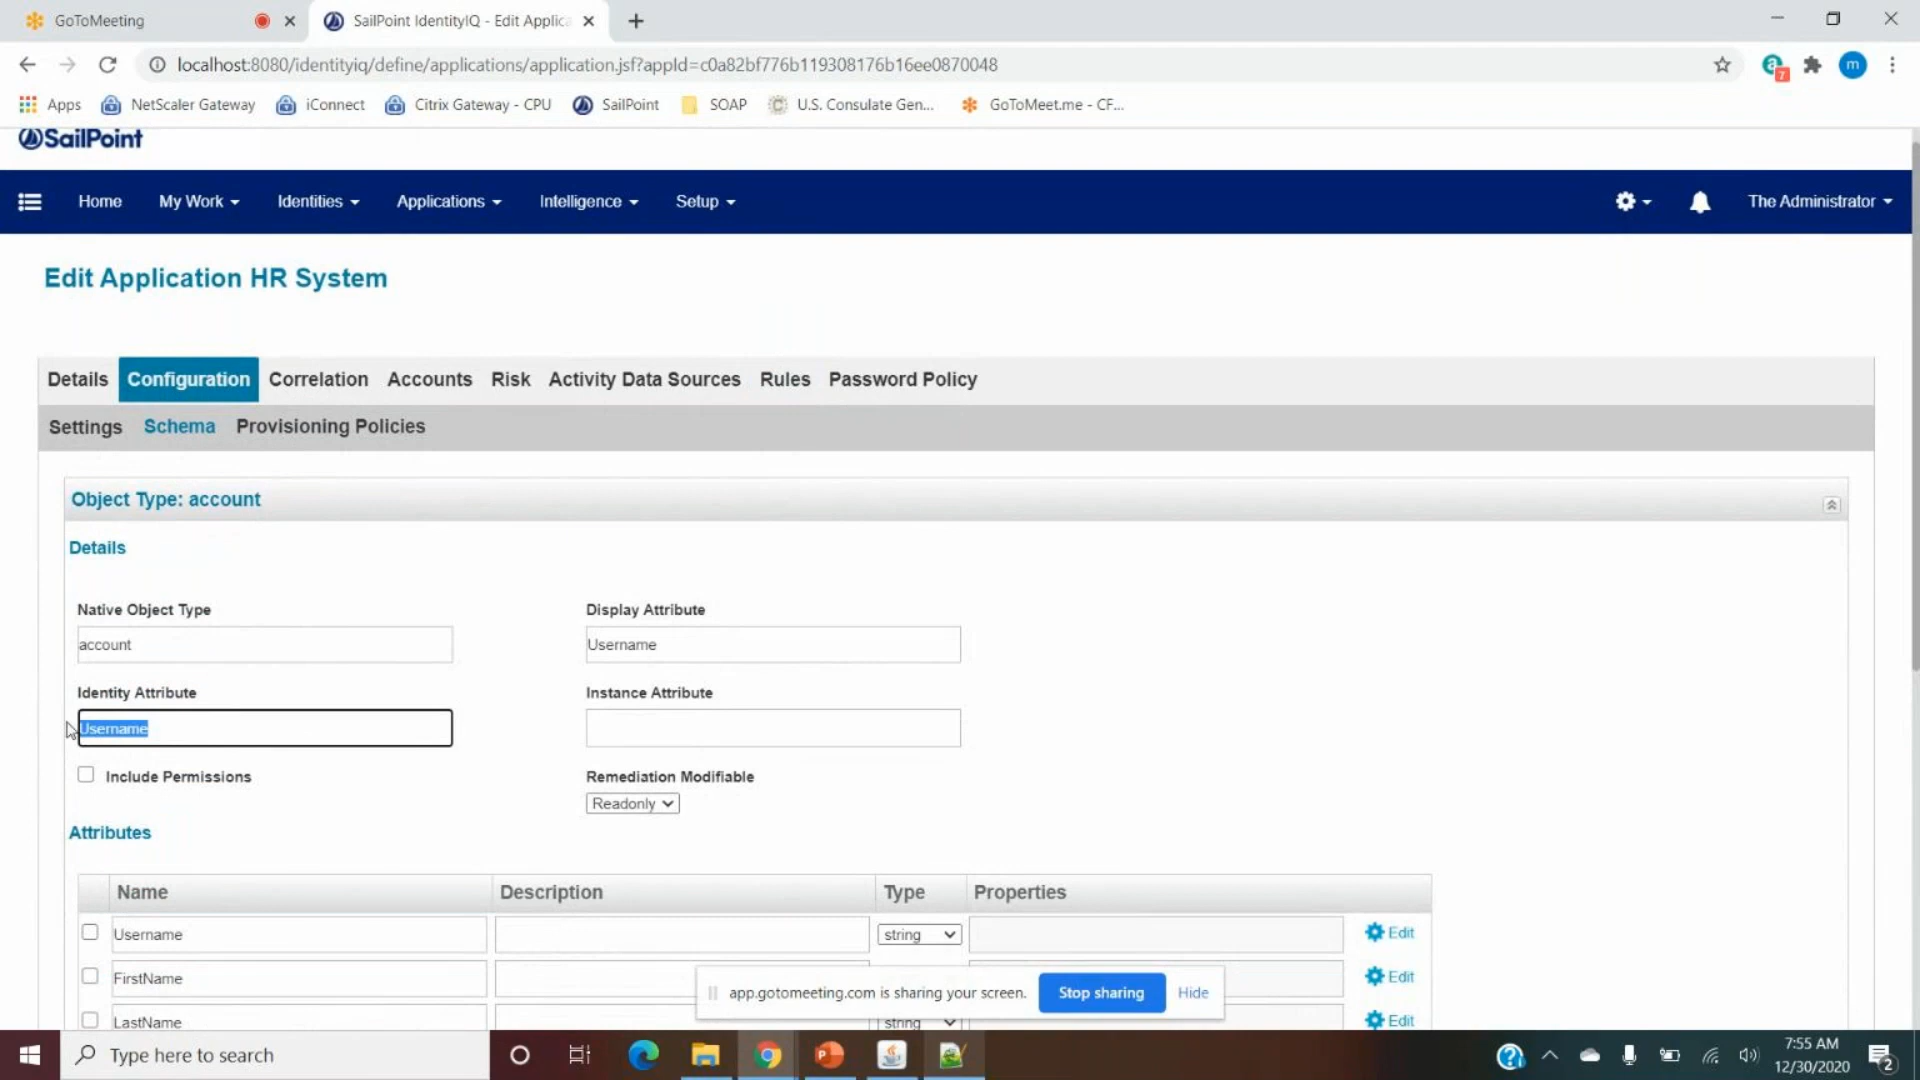 GoToMeeting
SailPoint IdentityIQ - Edit Applica
localhost:8080/identityiq/define/applications/application.jsf?appId=c0a82bf776b119308176b16ee0870048
a 7 m
Apps NetScaler Gateway iConnect Citrix Gateway - CPU SailPoint SOAP U.S. Consulate Gen... GoToMeet.me - CF...
SailPoint
Home My Work Identities Applications Intelligence Setup The Administrator
Edit Application HR System
Details Configuration Correlation Accounts Risk Activity Data Sources Rules Password Policy
Settings Schema Provisioning Policies
Object Type: account
Details
Native Object Type Display Attribute
account Username
Identity Attribute Instance Attribute
Username
Include Permissions Remediation Modifiable
Readonly
Attributes
Name Description Type Properties
Username string Edit
FirstName Edit
app.gotomeeting.com is sharing your screen. Stop sharing Hide
LastName string Edit
Type here to search
7:55 AM
12/30/2020
2